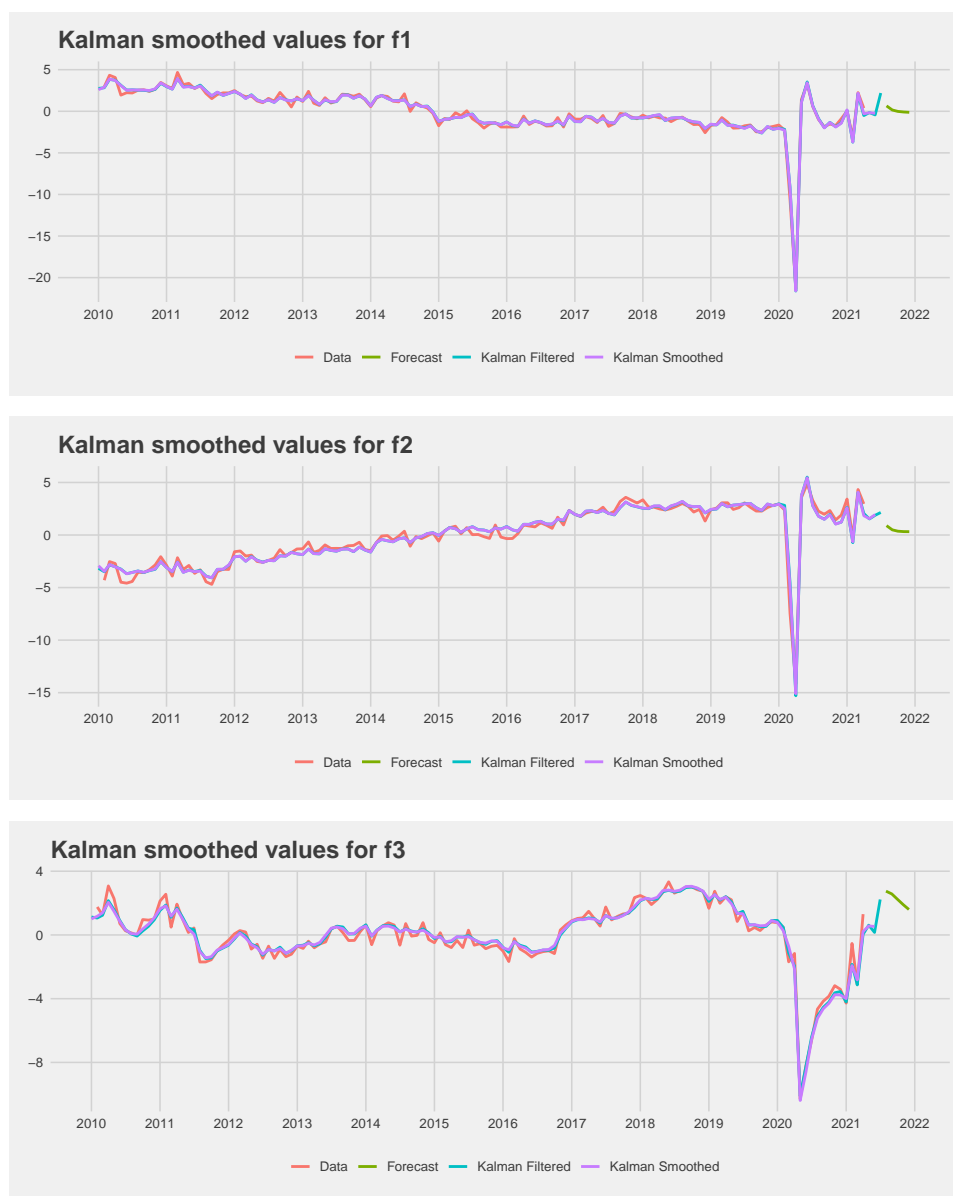 Kalman smoothed values for f1
5
0
−5
−10
−15
−20
2010 2011 2012 2013 2014 2015 2016 2017 2018 2019 2020 2021 2022
Data Forecast Kalman Filtered Kalman Smoothed
Kalman smoothed values for f2
5
0
−5
−10
−15
2010 2011 2012 2013 2014 2015 2016 2017 2018 2019 2020 2021 2022
Data Forecast Kalman Filtered Kalman Smoothed
Kalman smoothed values for f3
4
0
−4
−8
2010 2011 2012 2013 2014 2015 2016 2017 2018 2019 2020 2021 2022
Data Forecast Kalman Filtered Kalman Smoothed